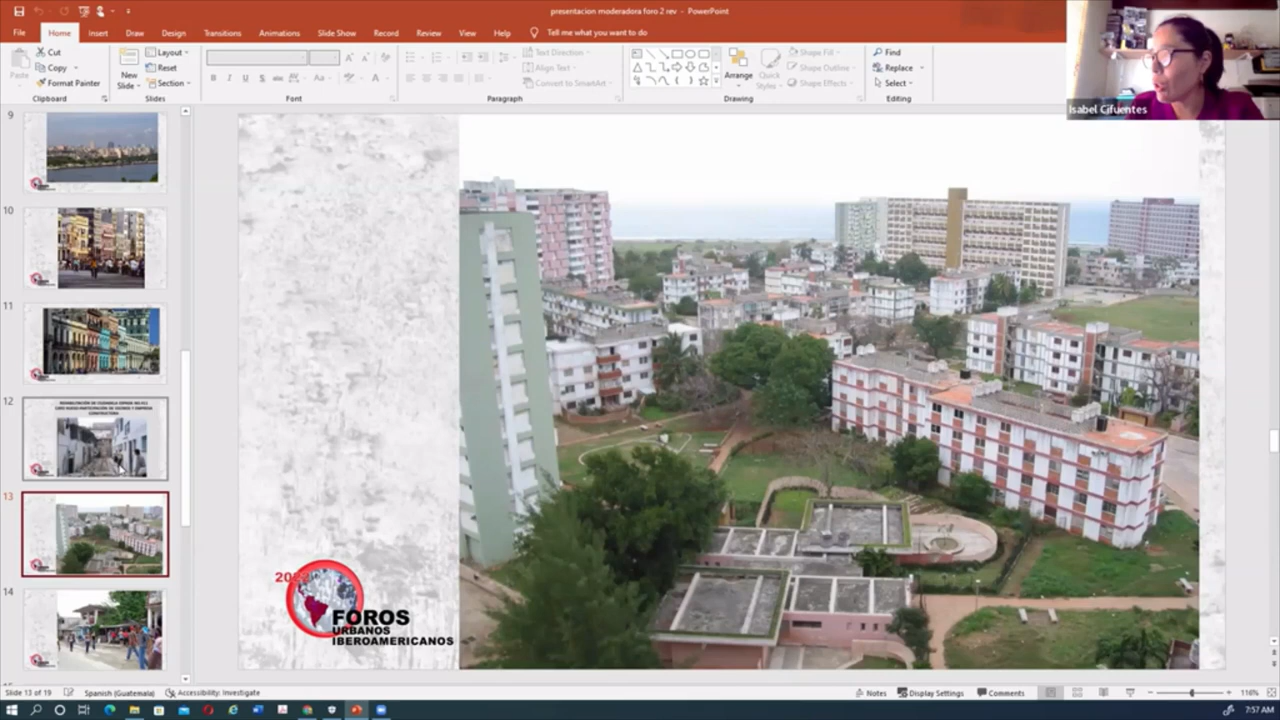 presentacion moderadora foro 2 rev - PowerPoint
File Home Insert Draw Design Transitions Animations Slide Show Record Review View Help Tell me what you want to do
Cut
Copy
Format Painter
Paste
Clipboard
New
Slide
Layout
Reset
Section
Slides
Font
Text Direction
Align Text
Convert to SmartArt
Paragraph
Arrange
Quick
Styles
Shape Fill
Shape Outline
Shape Effects
Drawing
Find
Replace
Select
Editing
Isabel Cifuentes
9
10
11
12
13
14
FOROS
URBANOS
IBEROAMERICANOS
Slide 13 of 19 Spanish (Guatemala) Accessibility: Investigate Notes Display Settings Comments 116%
7:57 AM